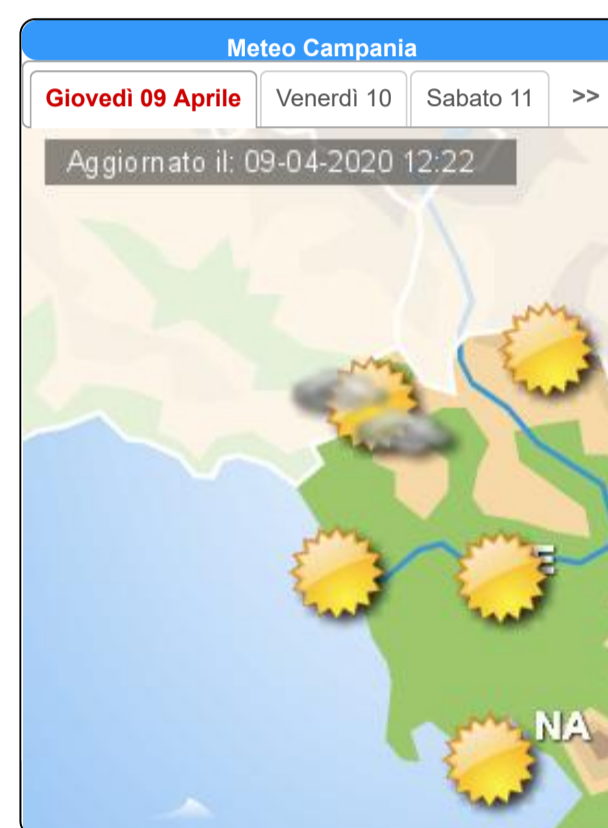 Meteo Campania
Giovedì 09 Aprile Venerdì 10 Sabato 11 >>
Aggiornato il: 09-04-2020 12:22
E
NA